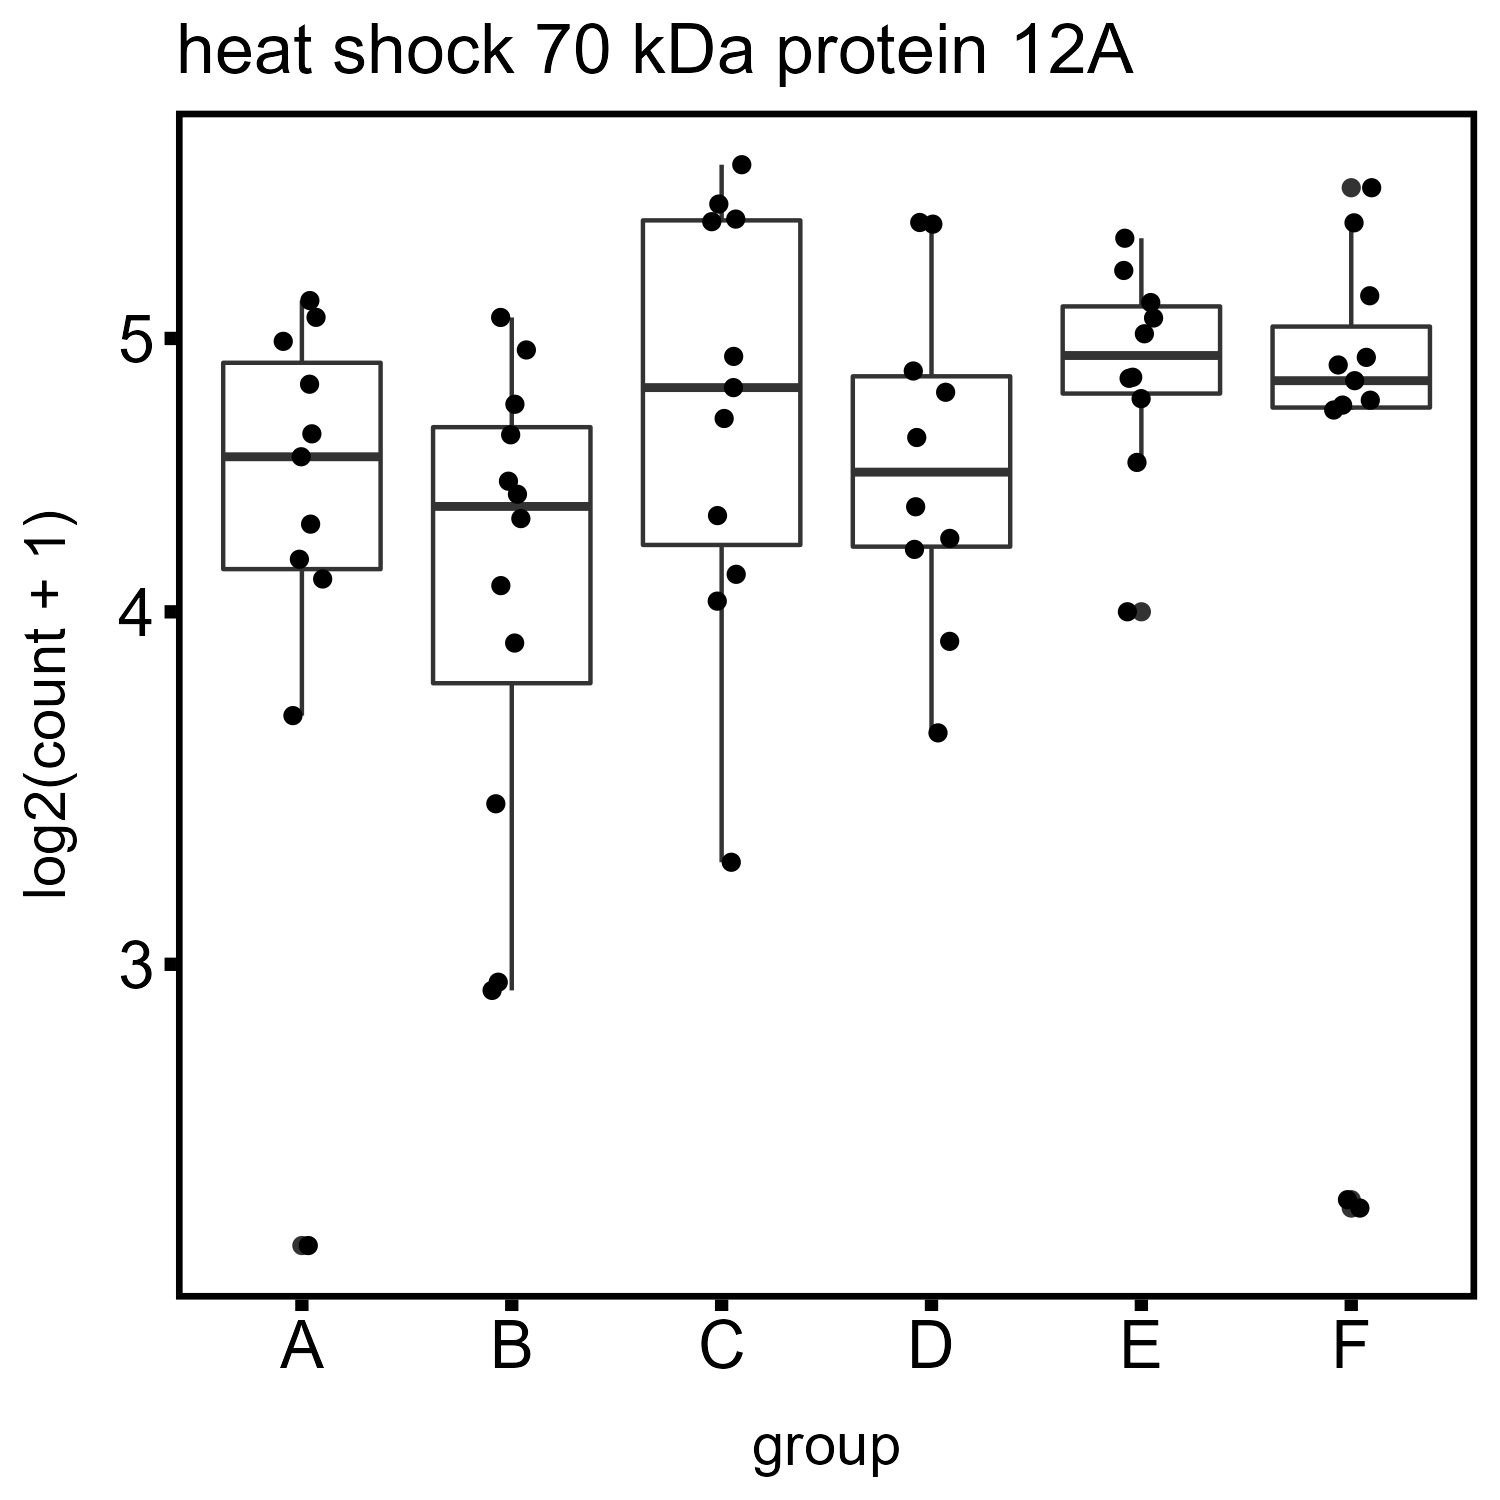 heat shock 70 kDa protein 12A
log2(count + 1)
5
4
3
A B C D E F
group